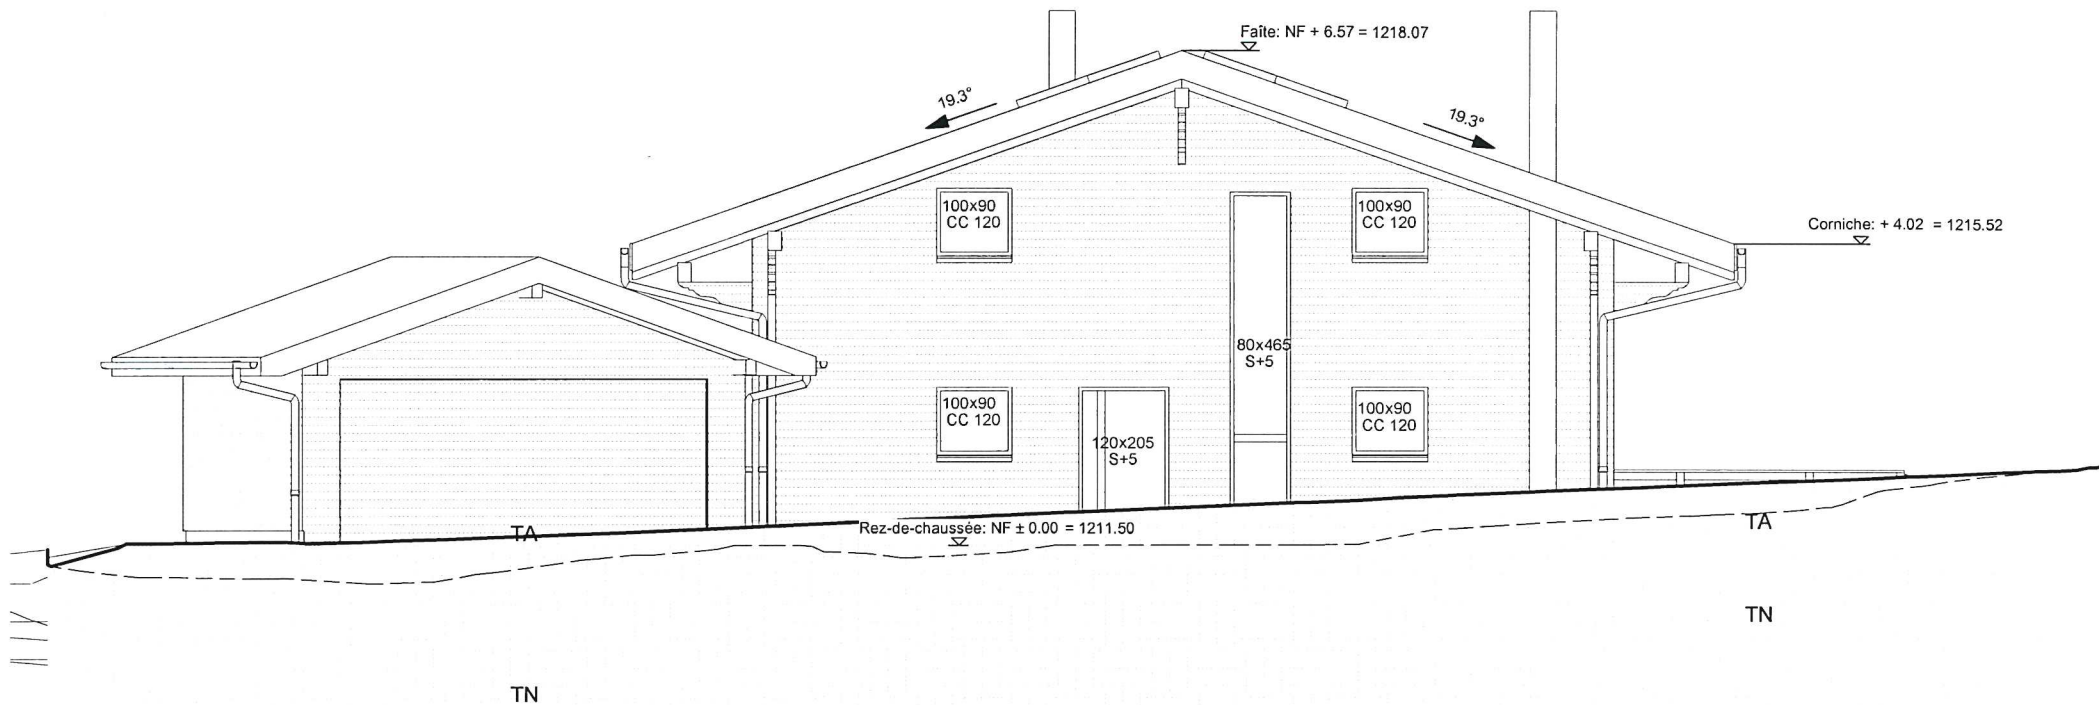 Faîte: NF + 6.57 = 1218.07
19.3°
19.3°
100x90
CC 120
100x90
CC 120
Corniche: + 4.02 = 1215.52
80x465
S+5
100x90
CC 120
100x90
CC 120
120x205
S+5
TA
Rez-de-chaussée: NF ± 0.00 = 1211.50
TA
TN
TN